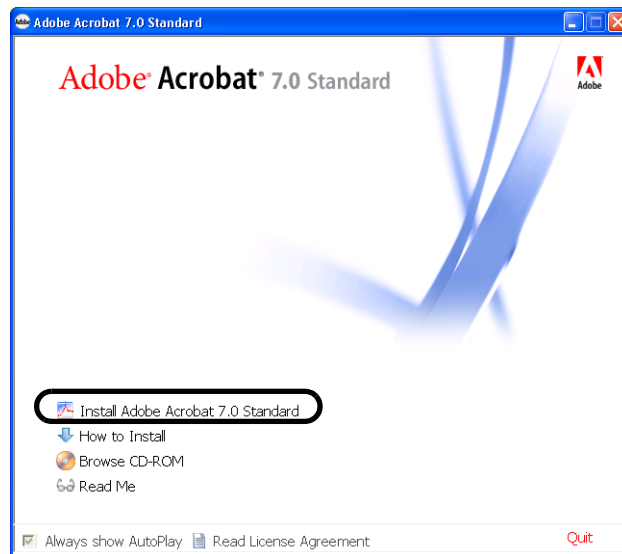 Adobe Acrobat 7.0 Standard
Adobe® Acrobat® 7.0 Standard
Adobe
Install Adobe Acrobat 7.0 Standard
How to Install
Browse CD-ROM
Read Me
Always show AutoPlay Read License Agreement Quit